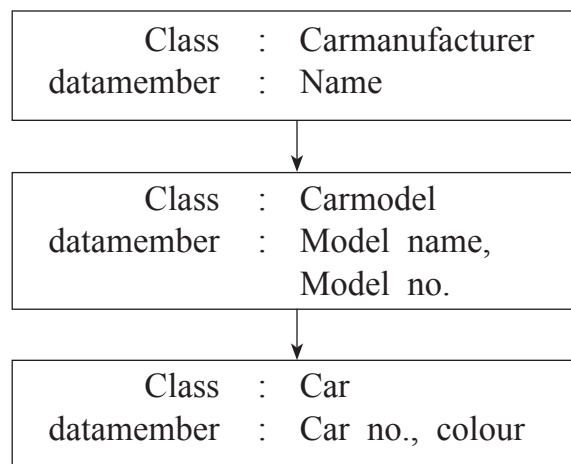 Class : Carmanufacturer
datamember : Name
Class : Carmodel
datamember : Model name,
Model no.
Class : Car
datamember : Car no., colour